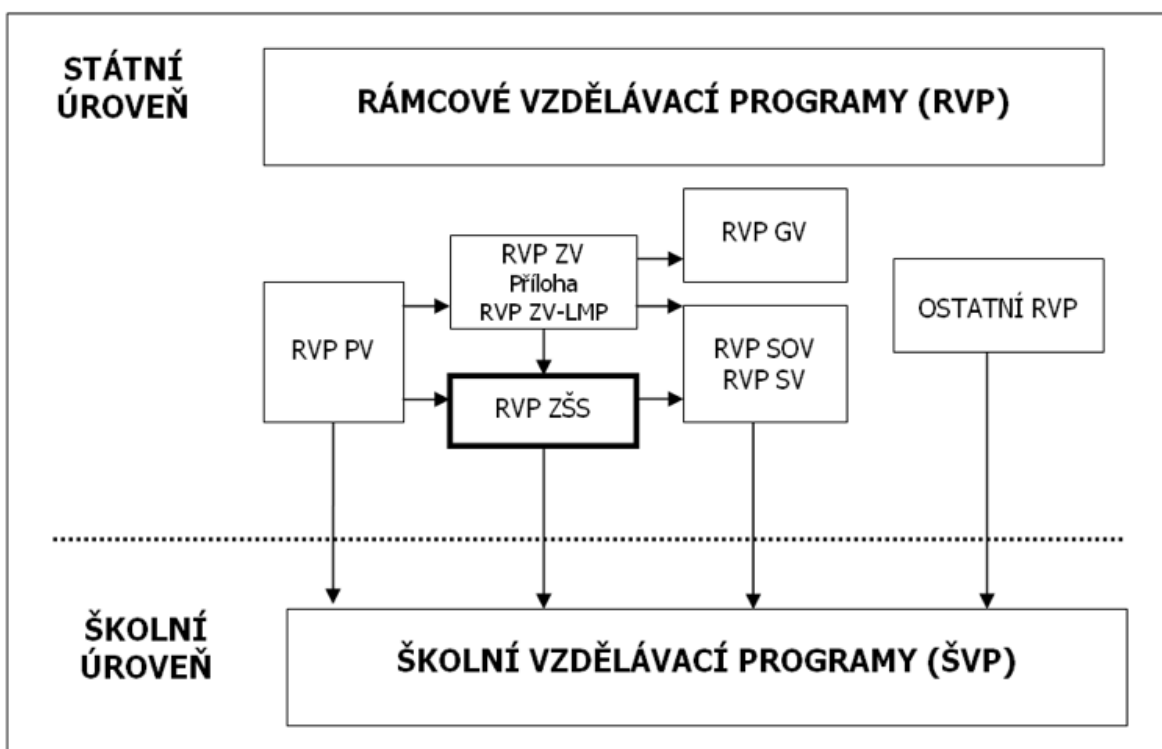 STÁTNÍ
ÚROVEŇ
RÁMCOVÉ VZDĚLÁVACÍ PROGRAMY (RVP)
RVP PV
RVP ZV
Příloha
RVP ZV-LMP
RVP ZŠS
RVP GV
RVP SOV
RVP SV
OSTATNÍ RVP
ŠKOLNÍ
ÚROVEŇ
ŠKOLNÍ VZDĚLÁVACÍ PROGRAMY (ŠVP)